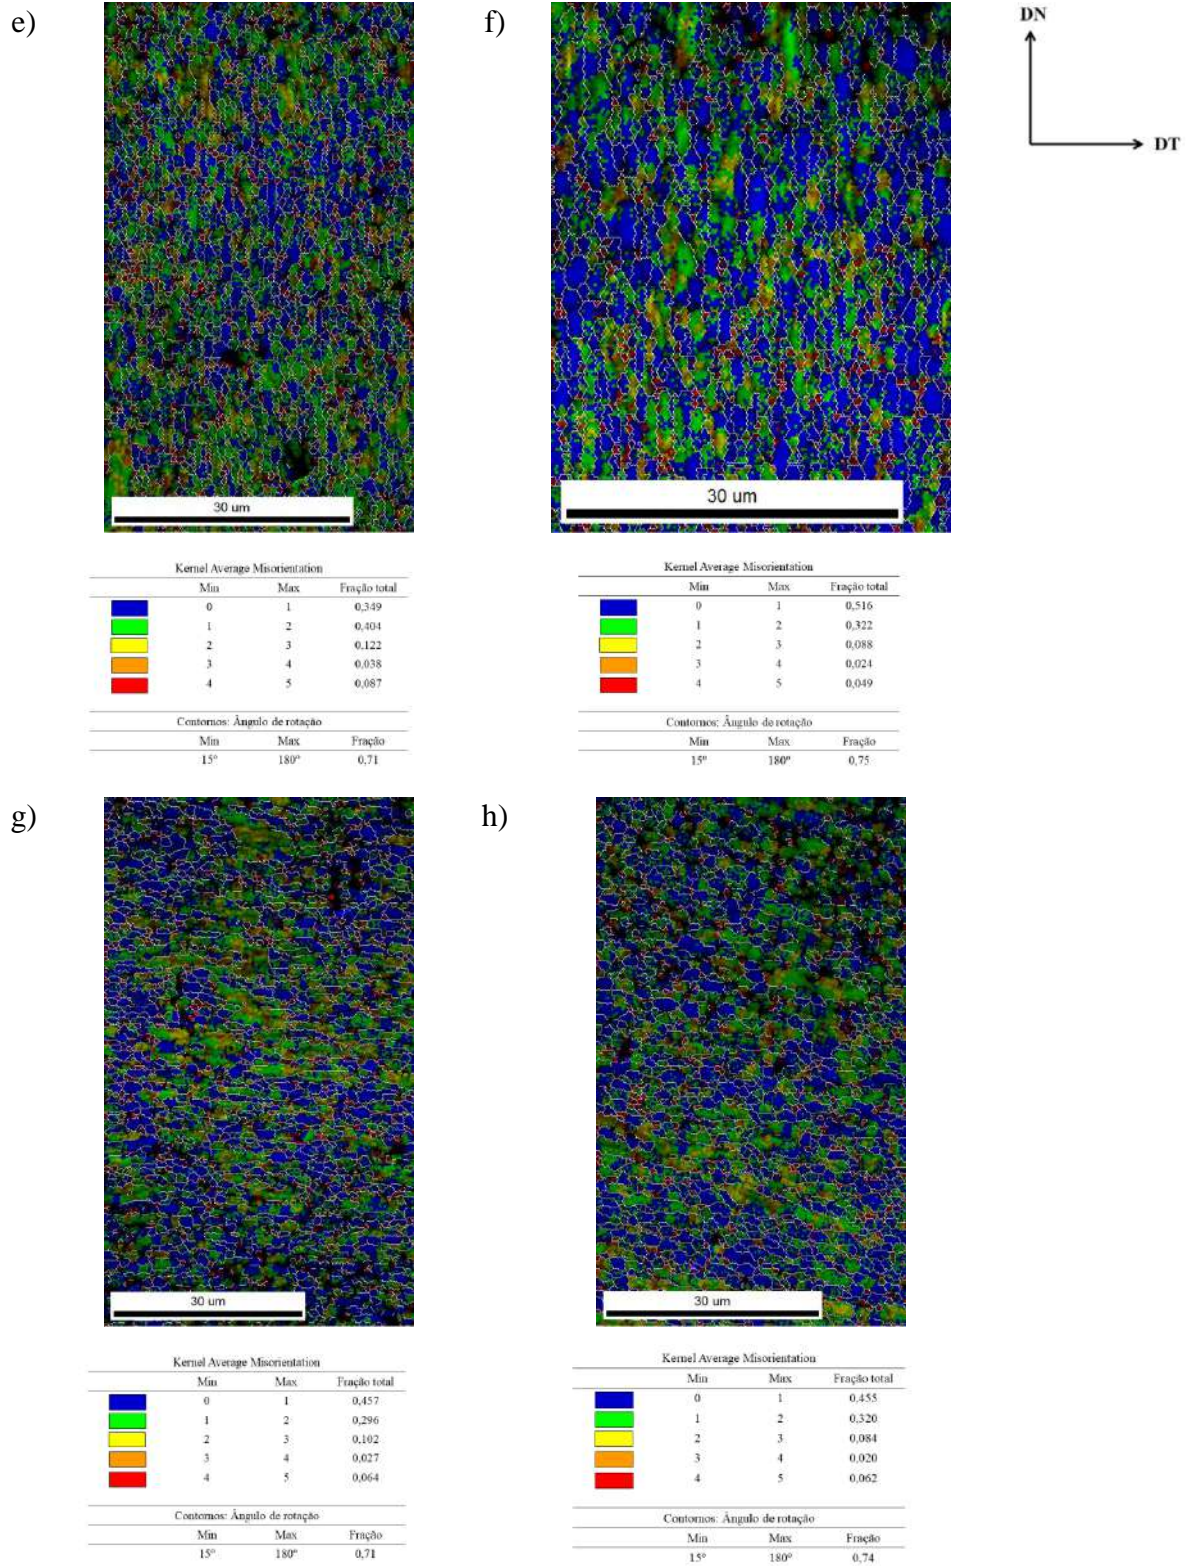 e)
f)
DN
DT
30 um
30 um
Kernel Average Misorientation
Min Max Fração total
0 1 0,349
1 2 0,404
2 3 0,122
3 4 0,038
4 5 0,087
Contornos: Ângulo de rotação
Min Max Fração
15º 180º 0,71
Kernel Average Misorientation
Min Max Fração total
0 1 0,516
1 2 0,322
2 3 0,088
3 4 0,024
4 5 0,049
Contornos: Ângulo de rotação
Min Max Fração
15º 180º 0,75
g)
h)
30 um
30 um
Kernel Average Misorientation
Min Max Fração total
0 1 0,457
1 2 0,296
2 3 0,102
3 4 0,027
4 5 0,064
Contornos: Ângulo de rotação
Min Max Fração
15º 180º 0,71
Kernel Average Misorientation
Min Max Fração total
0 1 0,455
1 2 0,320
2 3 0,084
3 4 0,020
4 5 0,062
Contornos: Ângulo de rotação
Min Max Fração
15º 180º 0,74